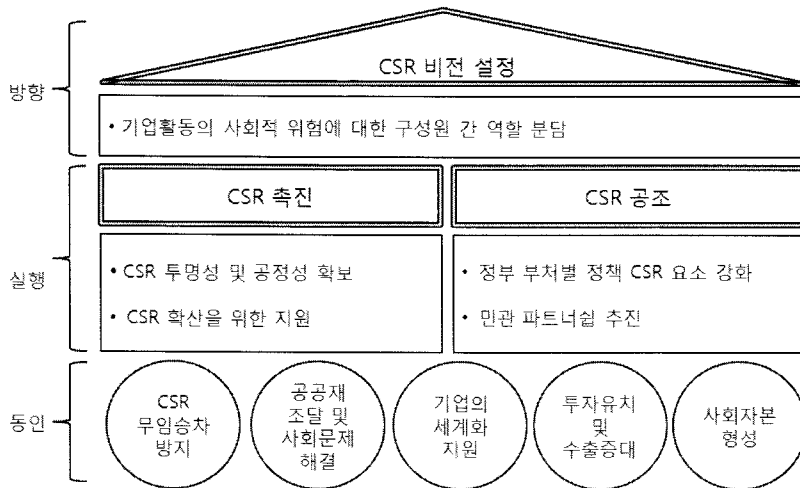 CSR 비전 설정
방향
• 기업활동의 사회적 위험에 대한 구성원 간 역할 분담
CSR 촉진
CSR 공조
실행
• CSR 투명성 및 공정성 확보
• CSR 확산을 위한 지원
• 정부 부처별 정책 CSR 요소 강화
• 민관 파트너쉽 추진
동인
CSR
무임승차
방지
공공재
조달 및
사회문제
해결
기업의
세계화
지원
투자유치
및
수출증대
사회자본
형성